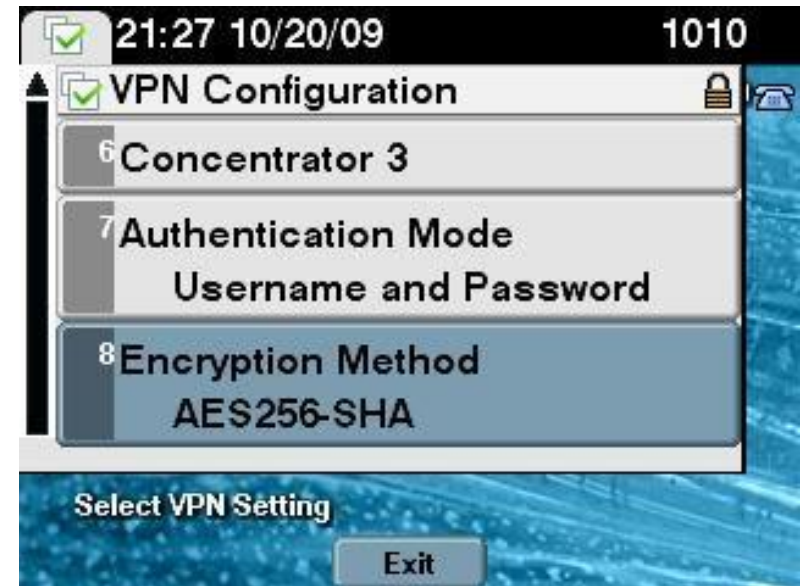 21:27 10/20/09 1010
VPN Configuration
6 Concentrator 3
7 Authentication Mode
Username and Password
8 Encryption Method
AES256-SHA
Select VPN Setting
Exit